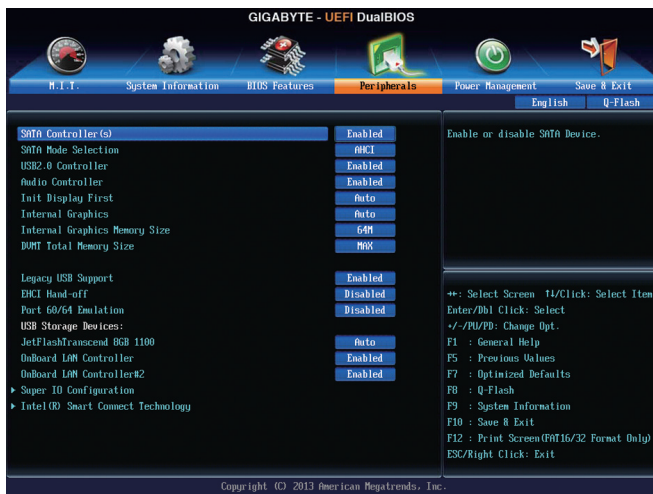 GIGABYTE - UEFI DualBIOS
M.I.T.
System Information
BIOS Features
Peripherals
Power Management
Save & Exit
English
Q-Flash
SATA Controller(s) Enabled
SATA Mode Selection AHCI
USB2.0 Controller Enabled
Audio Controller Enabled
Init Display First Auto
Internal Graphics Auto
Internal Graphics Memory Size 64M
DVMT Total Memory Size MAX
Legacy USB Support Enabled
EHCI Hand-off Disabled
Port 60/64 Emulation Disabled
USB Storage Devices:
JetFlashTranscend 8GB 1100 Auto
OnBoard LAN Controller Enabled
OnBoard LAN Controller#2 Enabled
Super IO Configuration
Intel(R) Smart Connect Technology
Enable or disable SATA Device.
→←: Select Screen ↑↓/Click: Select Item
Enter/Dbl Click: Select
+/-/PU/PD: Change Opt.
F1 : General Help
F5 : Previous Values
F7 : Optimized Defaults
F8 : Q-Flash
F9 : System Information
F10 : Save & Exit
F12 : Print Screen(FAT16/32 Format Only)
ESC/Right Click: Exit
Copyright (C) 2013 American Megatrends, Inc.